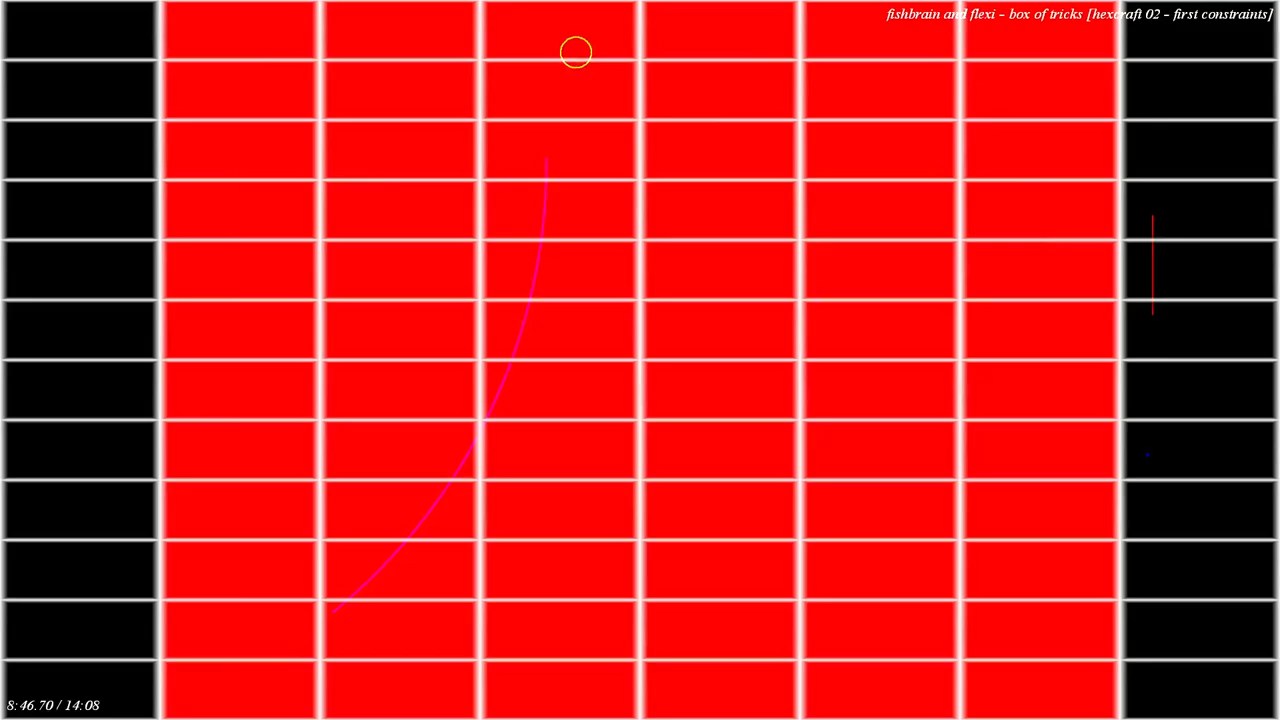 fishbrain and flexi - box of tricks [hexcraft 02 - first constraints]
8:46.70 / 14:08